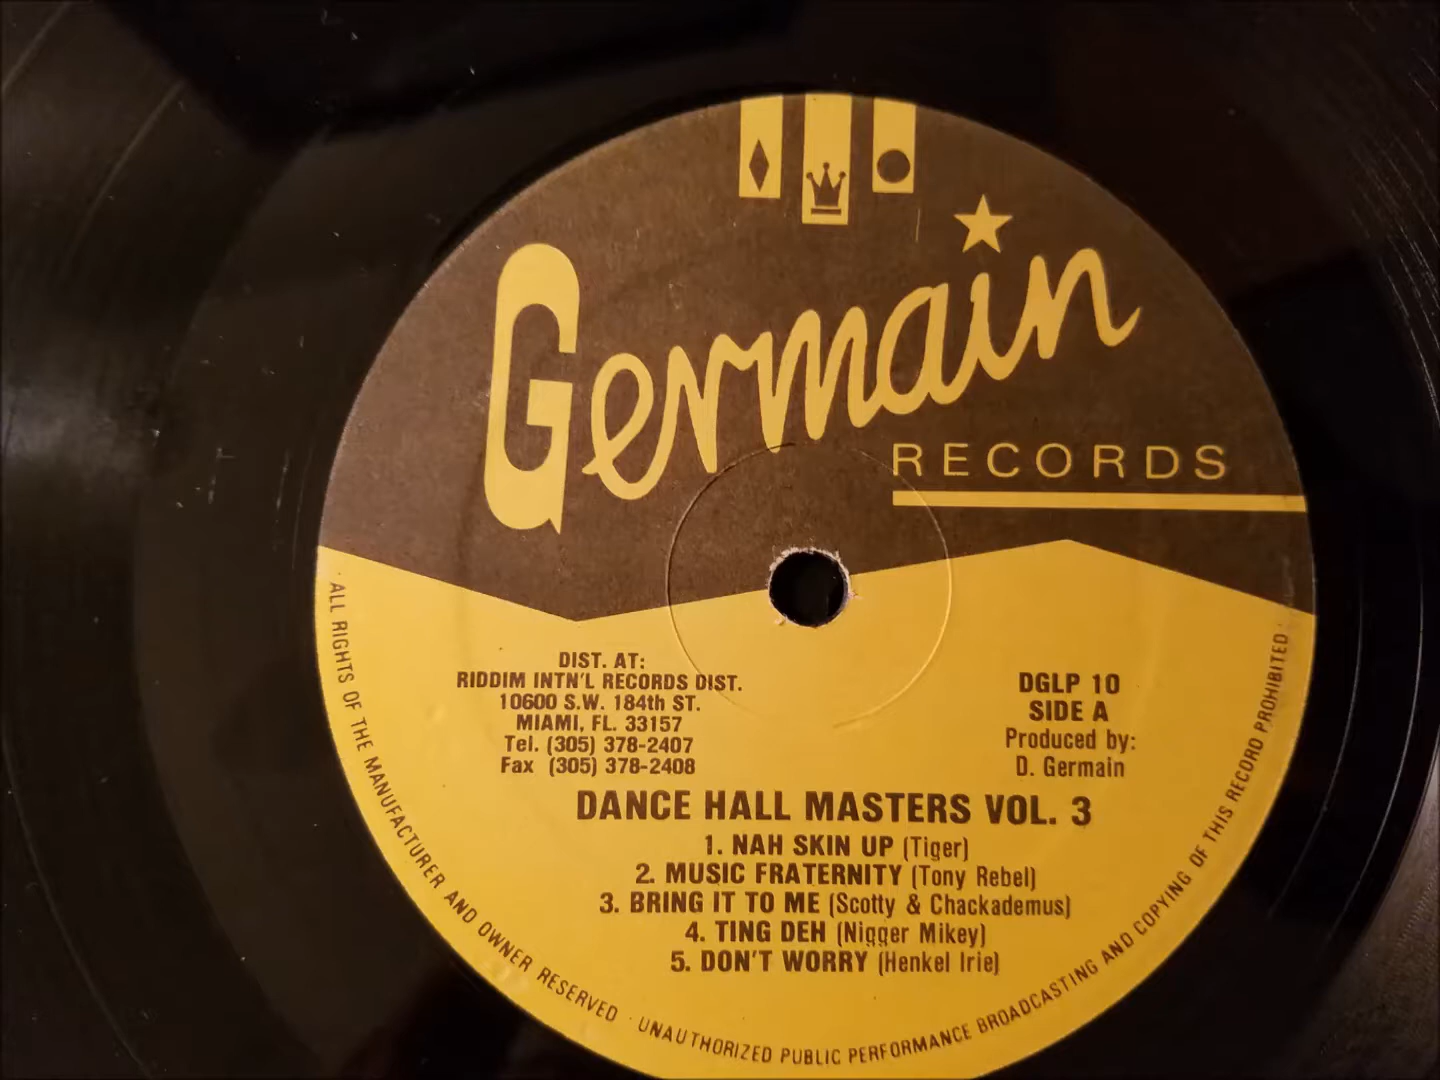 Germain
RECORDS
DIST. AT:
RIDDIM INTN'L RECORDS DIST.
10600 S.W. 184th ST.
MIAMI, FL. 33157
Tel. (305) 378-2407
Fax (305) 378-2408
DGLP 10
SIDE A
Produced by:
D. Germain
DANCE HALL MASTERS VOL. 3
1. NAH SKIN UP (Tiger)
2. MUSIC FRATERNITY (Tony Rebel)
3. BRING IT TO ME (Scotty & Chackademus)
4. TING DEH (Nigger Mikey)
5. DON'T WORRY (Henkel Irie)
ALL RIGHTS OF THE MANUFACTURER AND OWNER RESERVED · UNAUTHORIZED PUBLIC PERFORMANCE BROADCASTING AND COPYING OF THIS RECORD PROHIBITED ·